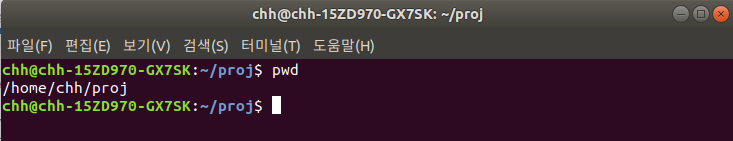 chh@chh-15ZD970-GX7SK: ~/proj
파일(F) 편집(E) 보기(V) 검색(S) 터미널(T) 도움말(H)
chh@chh-15ZD970-GX7SK:~/proj$ pwd
/home/chh/proj
chh@chh-15ZD970-GX7SK:~/proj$